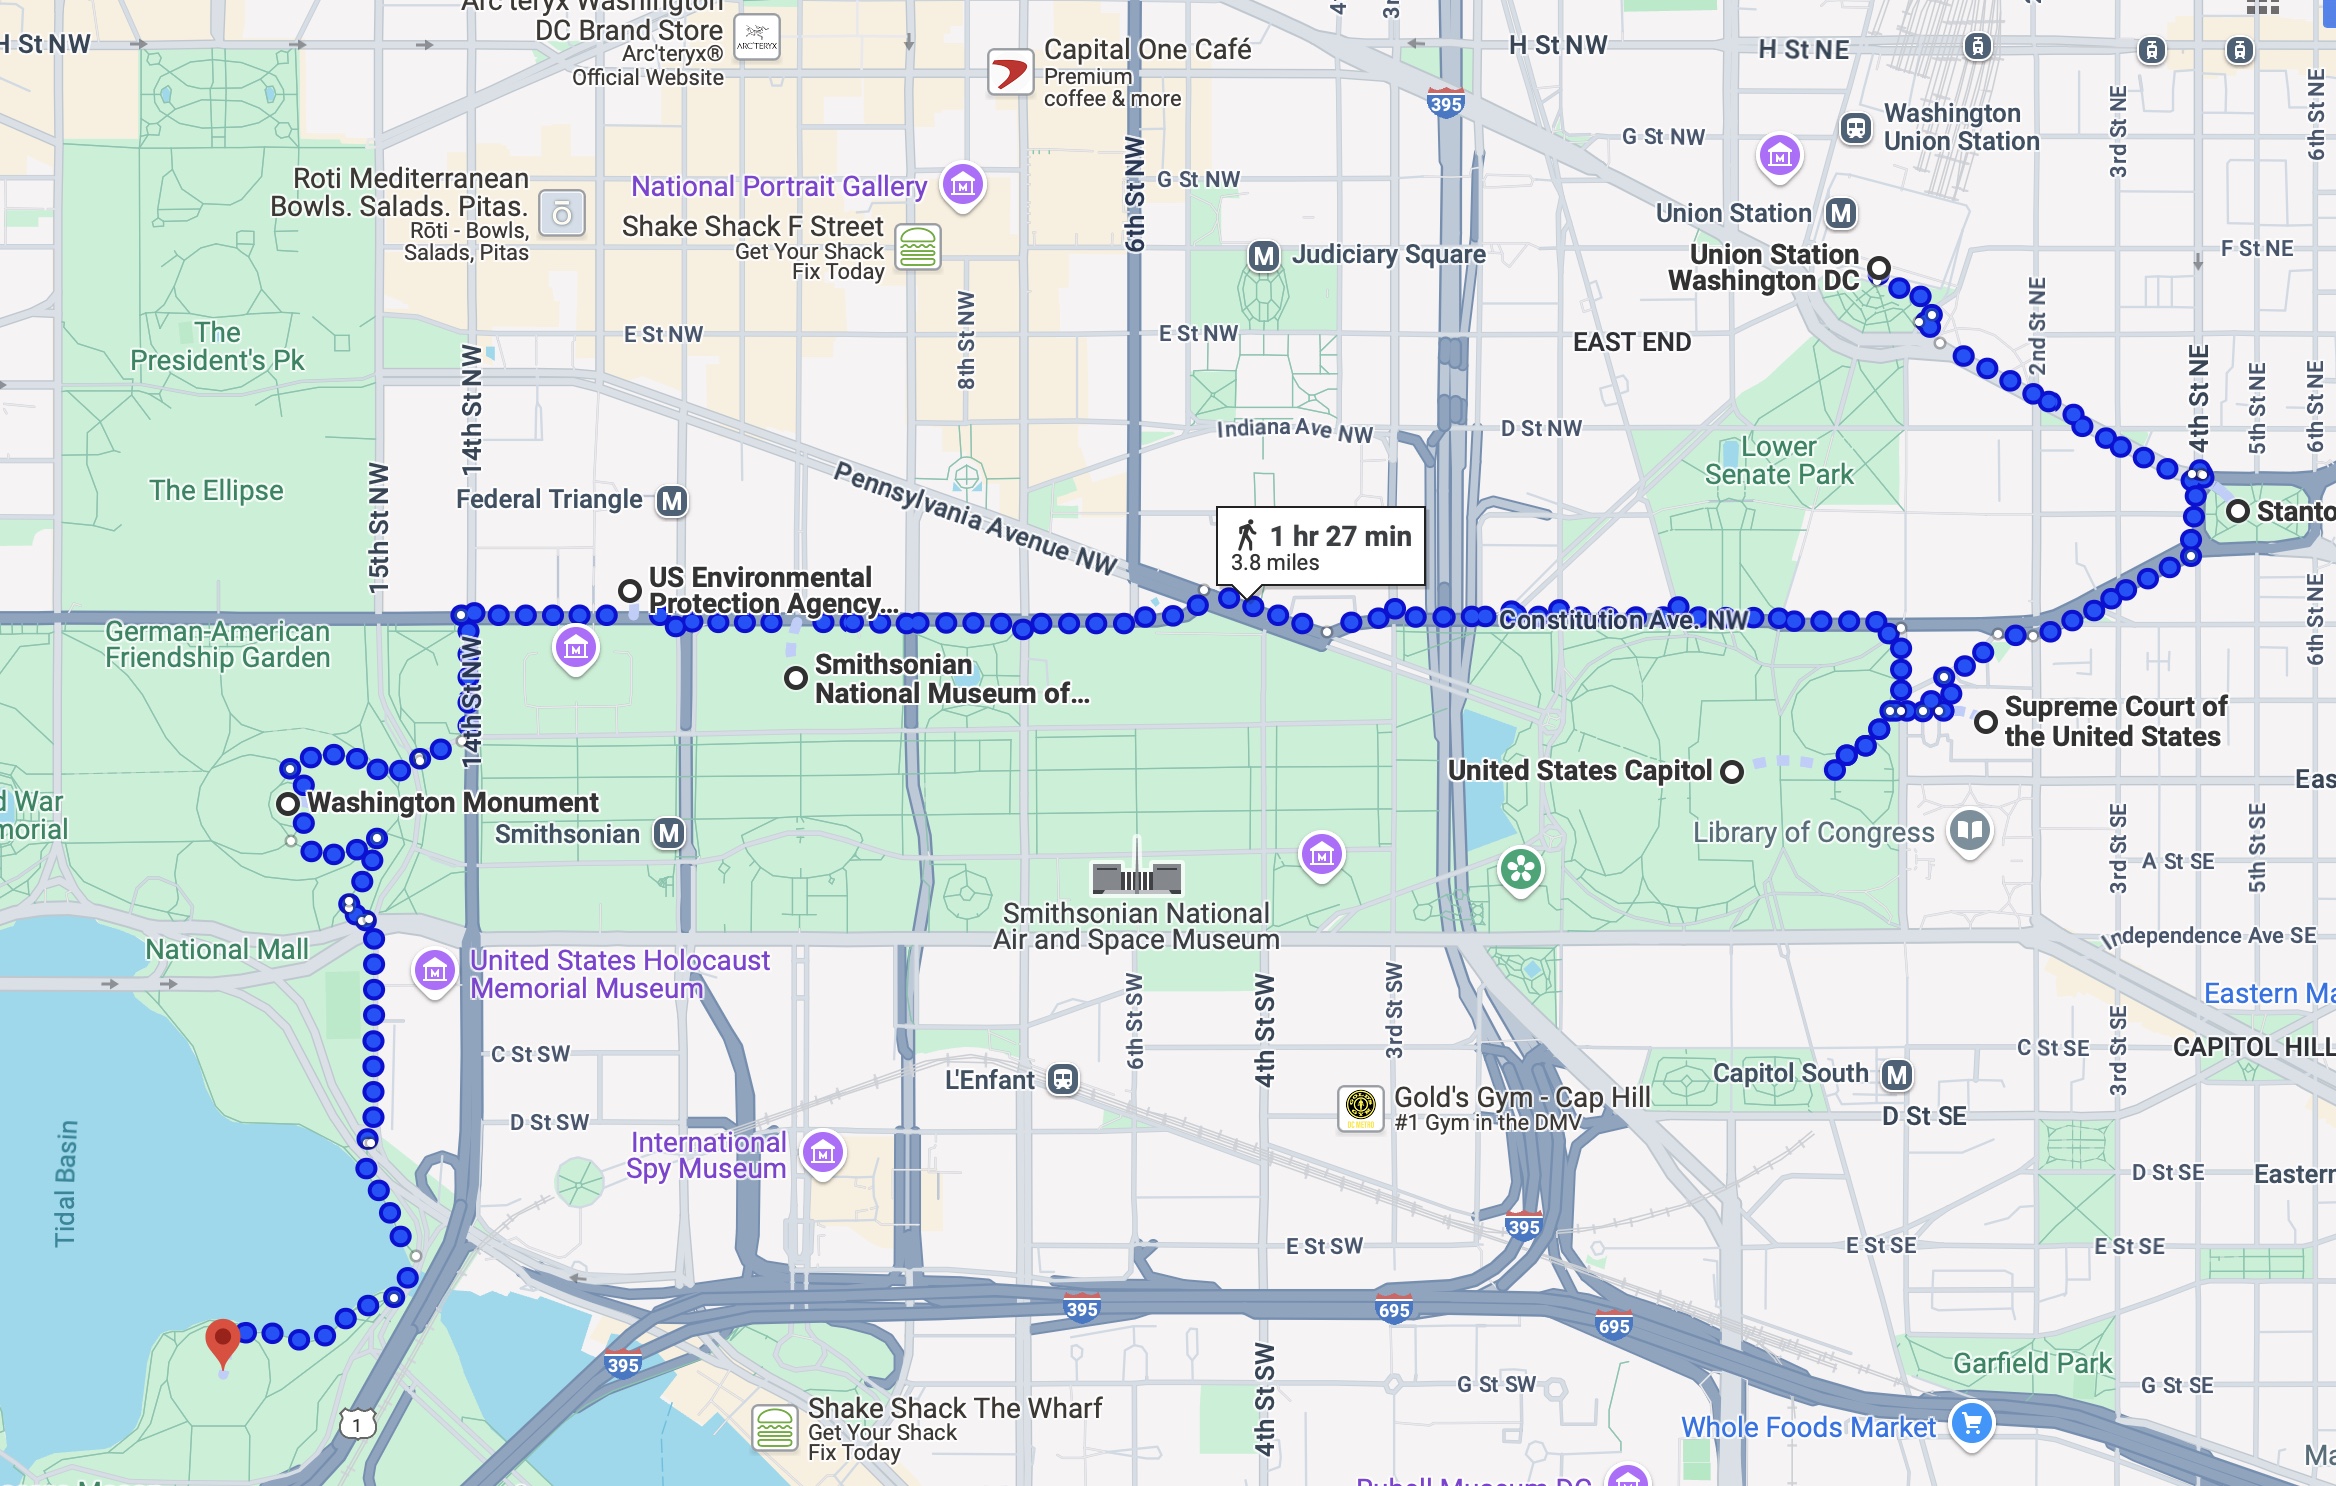 Arc'teryx Washington
DC Brand Store
Arc'teryx®
Official Website
ARC'TERYX
H St NW
Capital One Café
Premium
coffee & more
395
H St NW
H St NE
Washington
Union Station
3rd St NE
6th St NE
G St NW
G St NW
6th St NW
Roti Mediterranean
Bowls. Salads. Pitas.
Rōti - Bowls,
Salads, Pitas
National Portrait Gallery
Shake Shack F Street
Get Your Shack
Fix Today
M
Judiciary Square
Union Station
M
Union Station
Washington DC
F St NE
2nd St NE
The
President's Pk
E St NW
8th St NW
E St NW
EAST END
14th St NW
4th St NE
5th St NE
6th St NE
Indiana Ave NW
D St NW
Lower
Senate Park
The Ellipse
15th St NW
Federal Triangle
M
Pennsylvania Avenue NW
1 hr 27 min
3.8 miles
Stanto
US Environmental
Protection Agency...
German-American
Friendship Garden
Constitution Ave. NW
6th St NE
14th St NW
Smithsonian
National Museum of...
Supreme Court of
the United States
United States Capitol
Eas
d War
morial
Washington Monument
Smithsonian
M
Library of Congress
3rd St SE
A St SE
5th St SE
Smithsonian National
Air and Space Museum
National Mall
United States Holocaust
Memorial Museum
Independence Ave SE
6th St SW
4th St SW
3rd St SW
Eastern Ma
C St SW
L'Enfant
C St SE
3rd St SE
CAPITOL HILL
Capitol South
M
Gold's Gym - Cap Hill
#1 Gym in the DMV
D St SE
D St SW
International
Spy Museum
Tidal Basin
D St SE
Eastern
395
E St SW
E St SE
E St SE
395
695
695
395
Garfield Park
G St SW
G St SE
4th St SW
1
Shake Shack The Wharf
Get Your Shack
Fix Today
Whole Foods Market
Ma
Rubell Museum DC